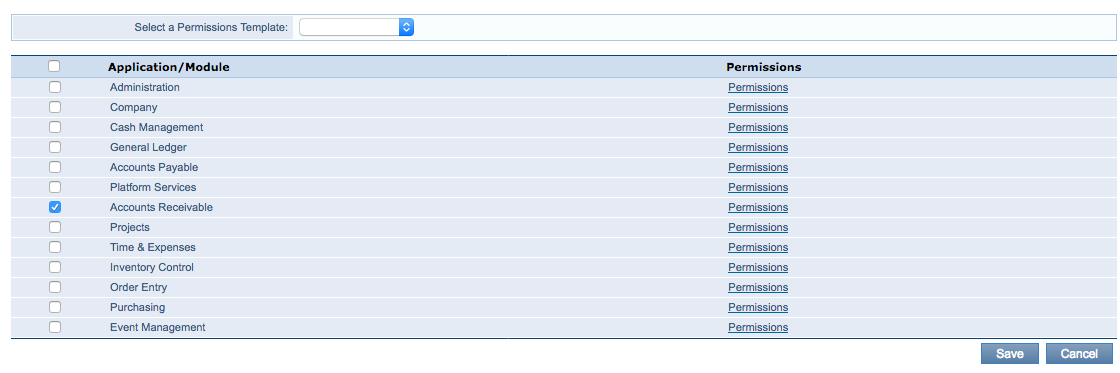 Select a Permissions Template:
Application/Module Permissions
Administration Permissions
Company Permissions
Cash Management Permissions
General Ledger Permissions
Accounts Payable Permissions
Platform Services Permissions
Accounts Receivable Permissions
Projects Permissions
Time & Expenses Permissions
Inventory Control Permissions
Order Entry Permissions
Purchasing Permissions
Event Management Permissions
Save Cancel